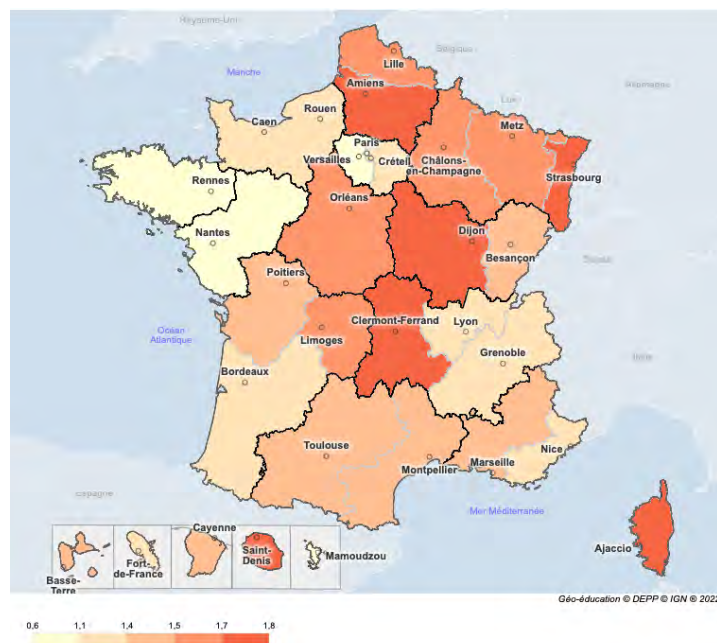 Royaume-Uni
Belgique
Lille
Manche
Amiens
Allemagne
Lux
Rouen
Caen
Metz
Paris
Versailles
Créteil
Châlons-
en-Champagne
Strasbourg
Rennes
Orléans
Nantes
Dijon
Besançon
Suisse
Poitiers
Océan
Atlantique
Clermont-Ferrand
Lyon
Limoges
Grenoble
Italie
Bordeaux
Toulouse
Nice
Marseille
Montpellier
Espagne
Mer Méditerranée
Cayenne
Ajaccio
Saint-
Denis
Mamoudzou
Fort-
de-France
Basse-
Terre
Géo-éducation © DEPP © IGN ® 2022
0,6 1,1 1,4 1,5 1,7 1,8